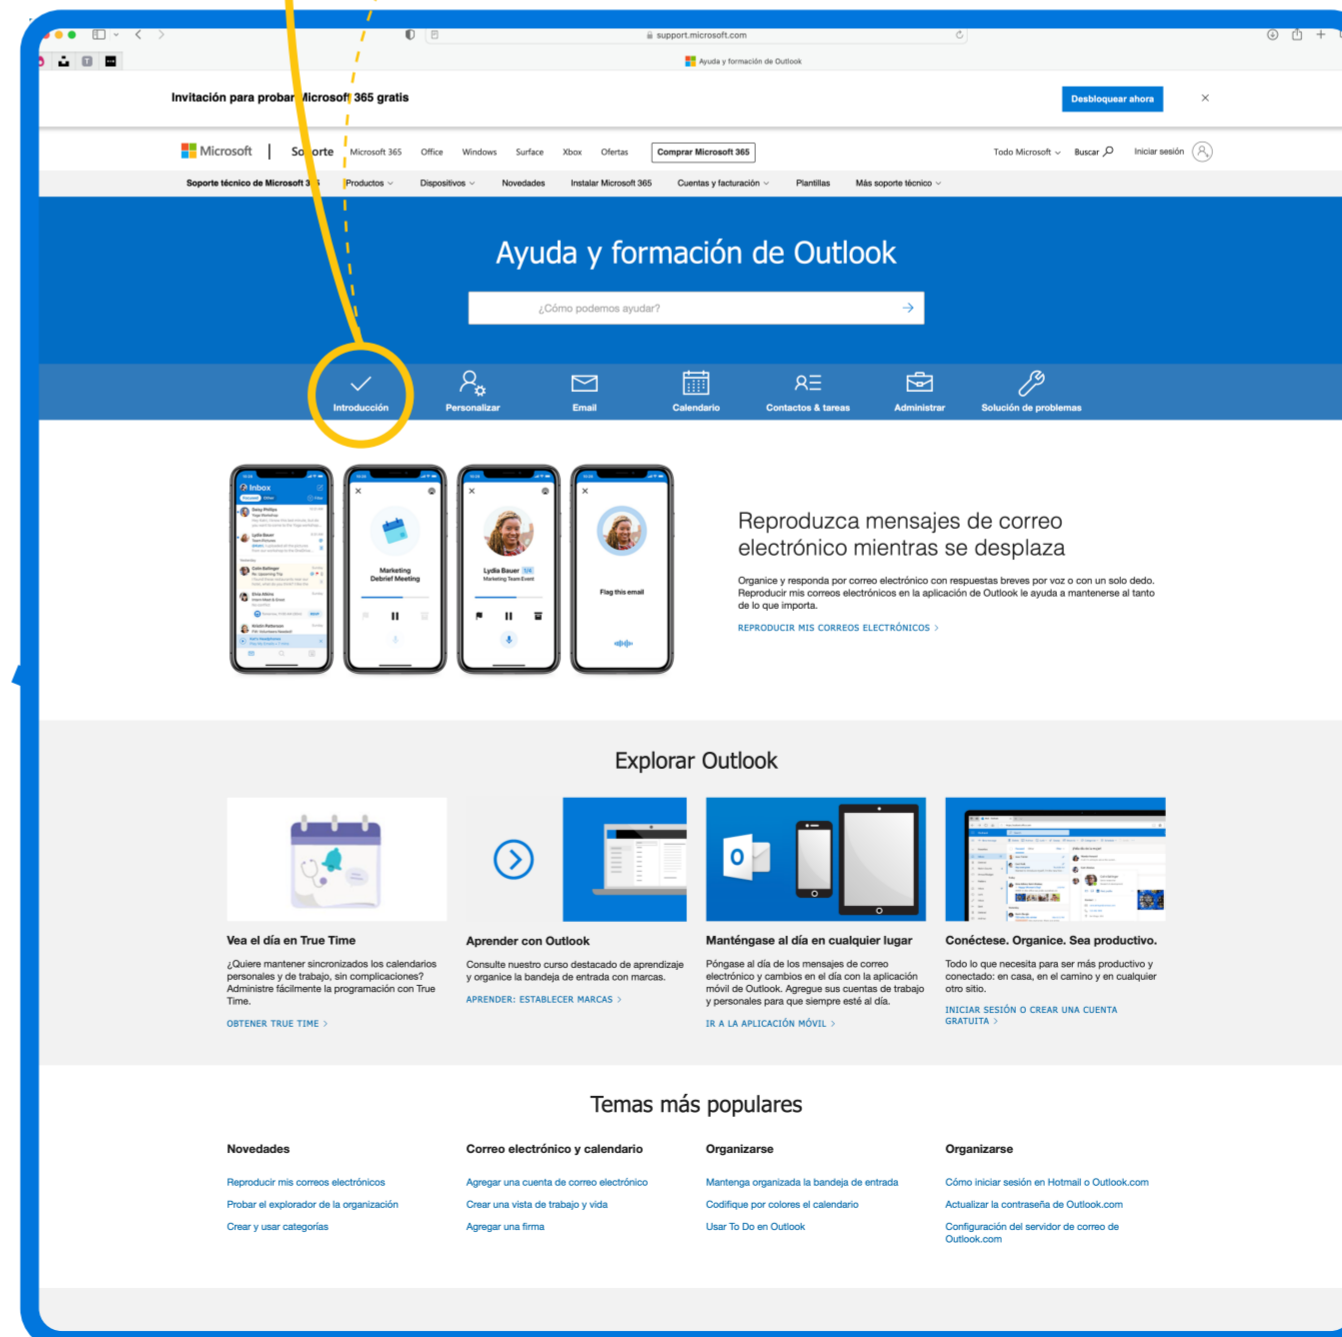 support.microsoft.com
Ayuda y formación de Outlook
Invitación para probar Microsoft 365 gratis
Desbloquear ahora
Microsoft
Soporte
Microsoft 365 Office Windows Surface Xbox Ofertas Comprar Microsoft 365
Todo Microsoft Buscar Iniciar sesión
Soporte técnico de Microsoft 365 Productos Dispositivos Novedades Instalar Microsoft 365 Cuentas y facturación Plantillas Más soporte técnico
Ayuda y formación de Outlook
¿Cómo podemos ayudar?
Introducción Personalizar Email Calendario Contactos & tareas Administrar Solución de problemas
Inbox
Daisy Phillips
Lydia Bauer
Marketing
Debrief Meeting
Lydia Bauer
Marketing Team Event
Flag this email
Reproduzca mensajes de correo
electrónico mientras se desplaza
Organice y responda por correo electrónico con respuestas breves por voz o con un solo dedo.
Reproducir mis correos electrónicos en la aplicación de Outlook le ayuda a mantenerse al tanto
de lo que importa.
REPRODUCIR MIS CORREOS ELECTRÓNICOS >
Explorar Outlook
Vea el día en True Time
¿Quiere mantener sincronizados los calendarios
personales y de trabajo, sin complicaciones?
Administre fácilmente la programación con True
Time.
OBTENER TRUE TIME >
Aprender con Outlook
Consulte nuestro curso destacado de aprendizaje
y organice la bandeja de entrada con marcas.
APRENDER: ESTABLECER MARCAS >
Manténgase al día en cualquier lugar
Póngase al día de los mensajes de correo
electrónico y cambios en el día con la aplicación
móvil de Outlook. Agregue sus cuentas de trabajo
y personales para que siempre esté al día.
IR A LA APLICACIÓN MÓVIL >
Conéctese. Organice. Sea productivo.
Todo lo que necesita para ser más productivo y
conectado: en casa, en el camino y en cualquier
otro sitio.
INICIAR SESIÓN O CREAR UNA CUENTA
GRATUITA >
Temas más populares
Novedades
Reproducir mis correos electrónicos
Probar el explorador de la organización
Crear y usar categorías
Correo electrónico y calendario
Agregar una cuenta de correo electrónico
Crear una vista de trabajo y vida
Agregar una firma
Organizarse
Mantenga organizada la bandeja de entrada
Codifique por colores el calendario
Usar To Do en Outlook
Organizarse
Cómo iniciar sesión en Hotmail o Outlook.com
Actualizar la contraseña de Outlook.com
Configuración del servidor de correo de
Outlook.com